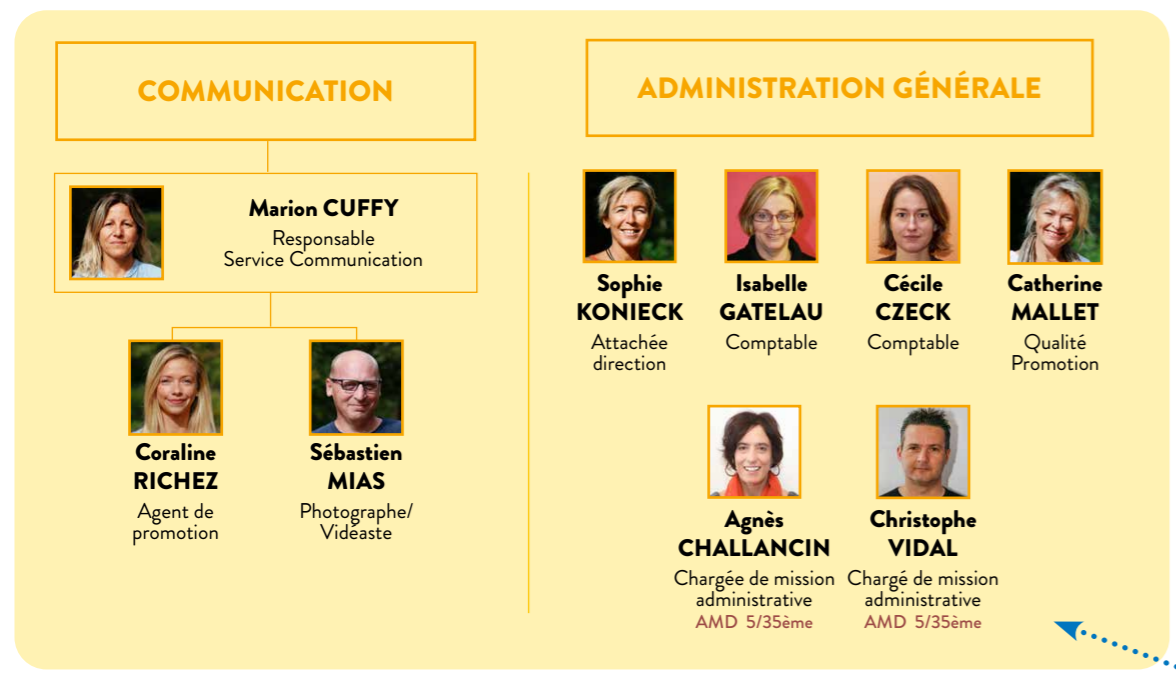 COMMUNICATION
Marion CUFFY
Responsable
Service Communication
Coraline
RICHEZ
Agent de
promotion
Sébastien
MIAS
Photographe/
Vidéaste
ADMINISTRATION GÉNÉRALE
Sophie
KONIECK
Attachée
direction
Isabelle
GATELAU
Comptable
Cécile
CZECK
Comptable
Catherine
MALLET
Qualité
Promotion
Agnès
CHALLANCIN
Chargée de mission
administrative
AMD 5/35ème
Christophe
VIDAL
Chargé de mission
administrative
AMD 5/35ème